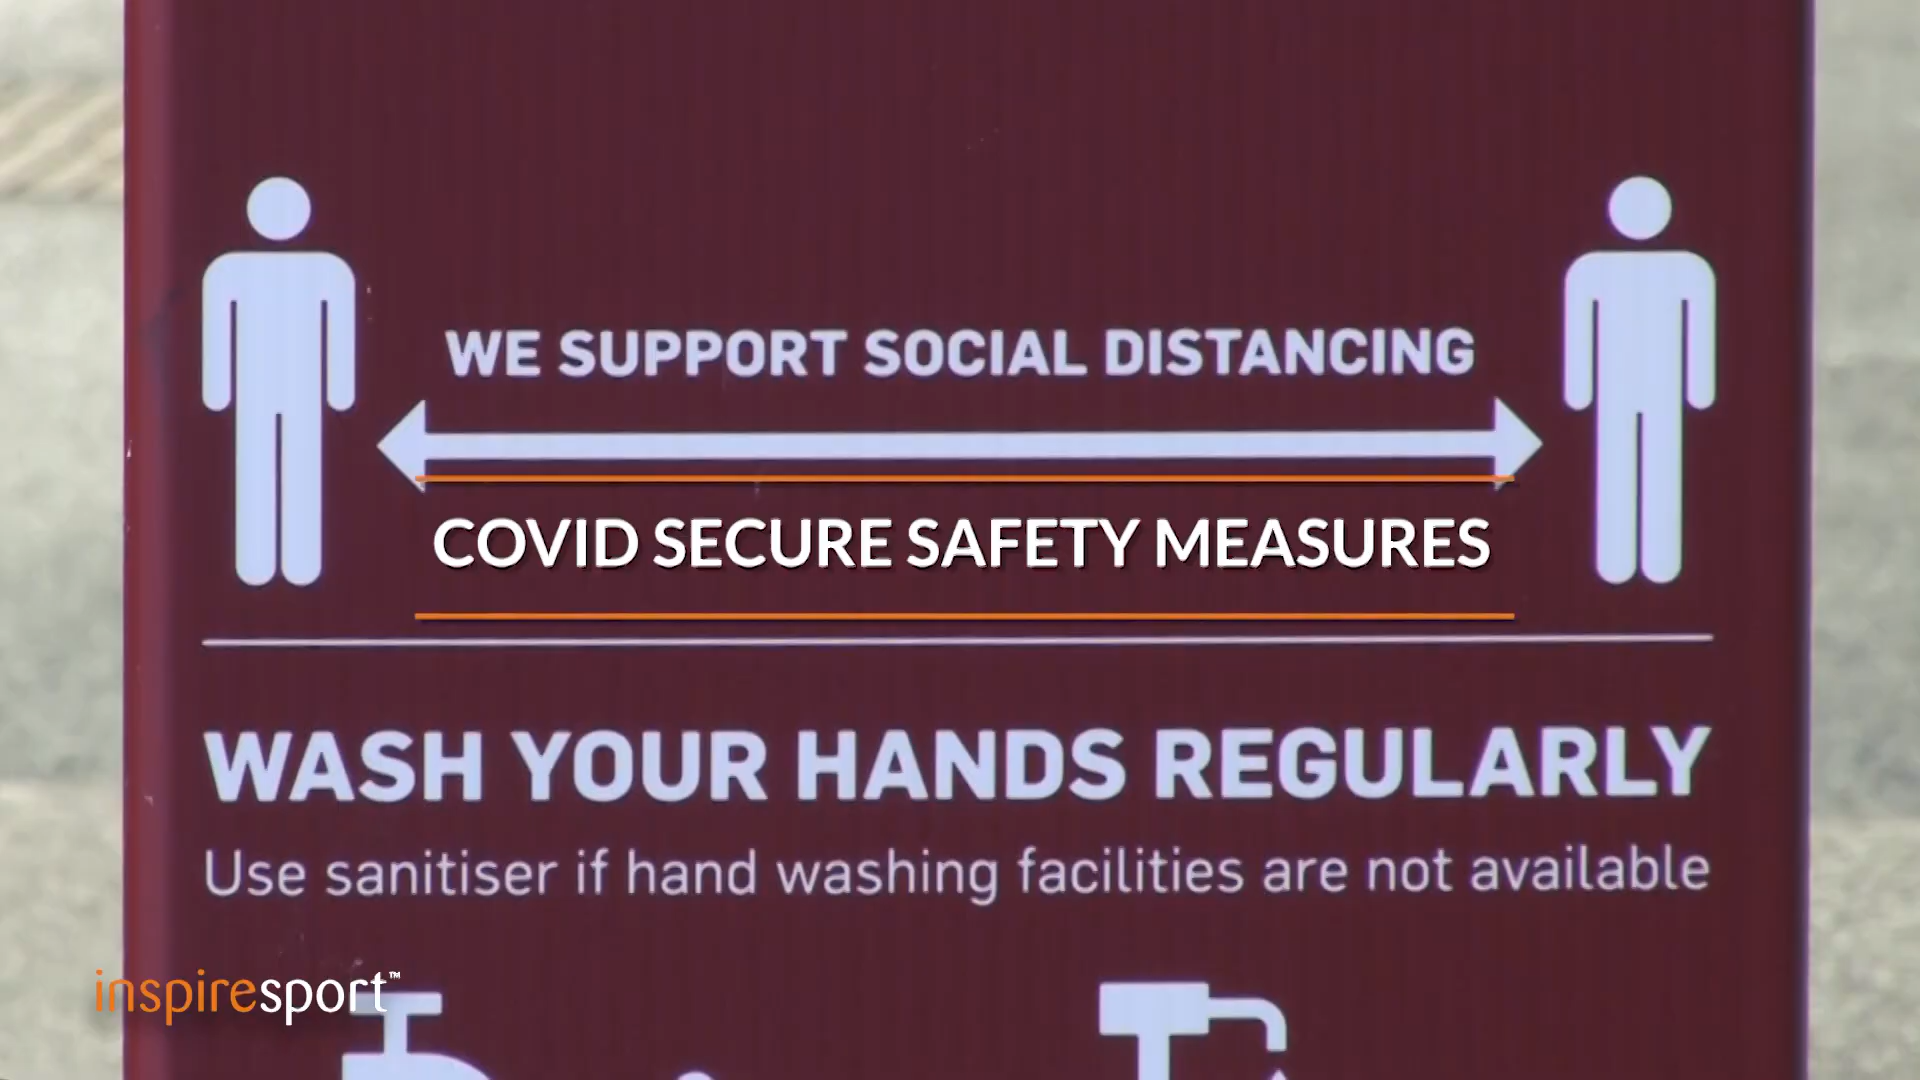 WE SUPPORT SOCIAL DISTANCING
COVID SECURE SAFETY MEASURES
WASH YOUR HANDS REGULARLY
Use sanitiser if hand washing facilities are not available
inspiresport™